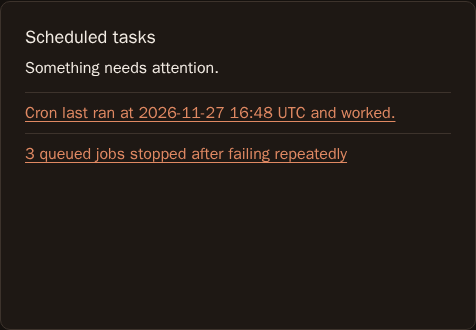 Scheduled tasks
Something needs attention.
Cron last ran at 2026-11-27 16:48 UTC and worked.
3 queued jobs stopped after failing repeatedly